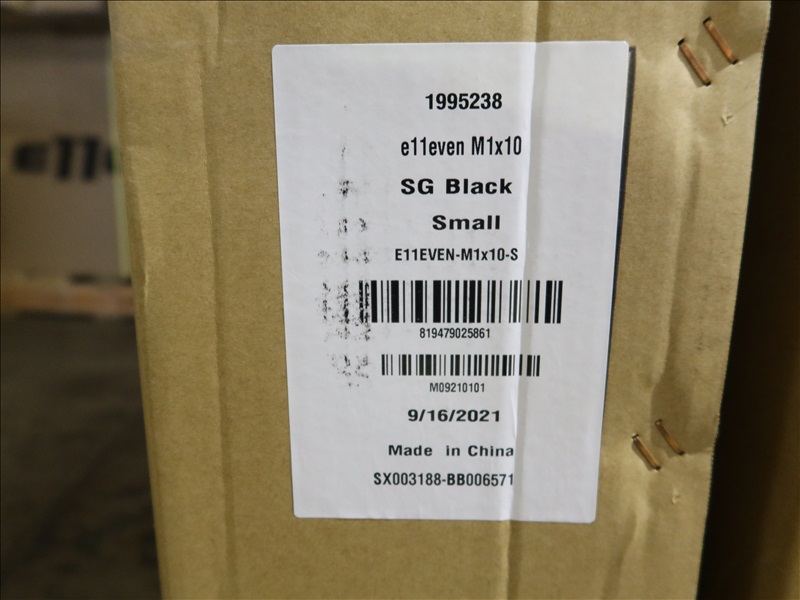 1995238
e11even M1x10
SG Black
Small
E11EVEN-M1x10-S
819479025861
M09210101
9/16/2021
Made in China
SX003188-BB006571